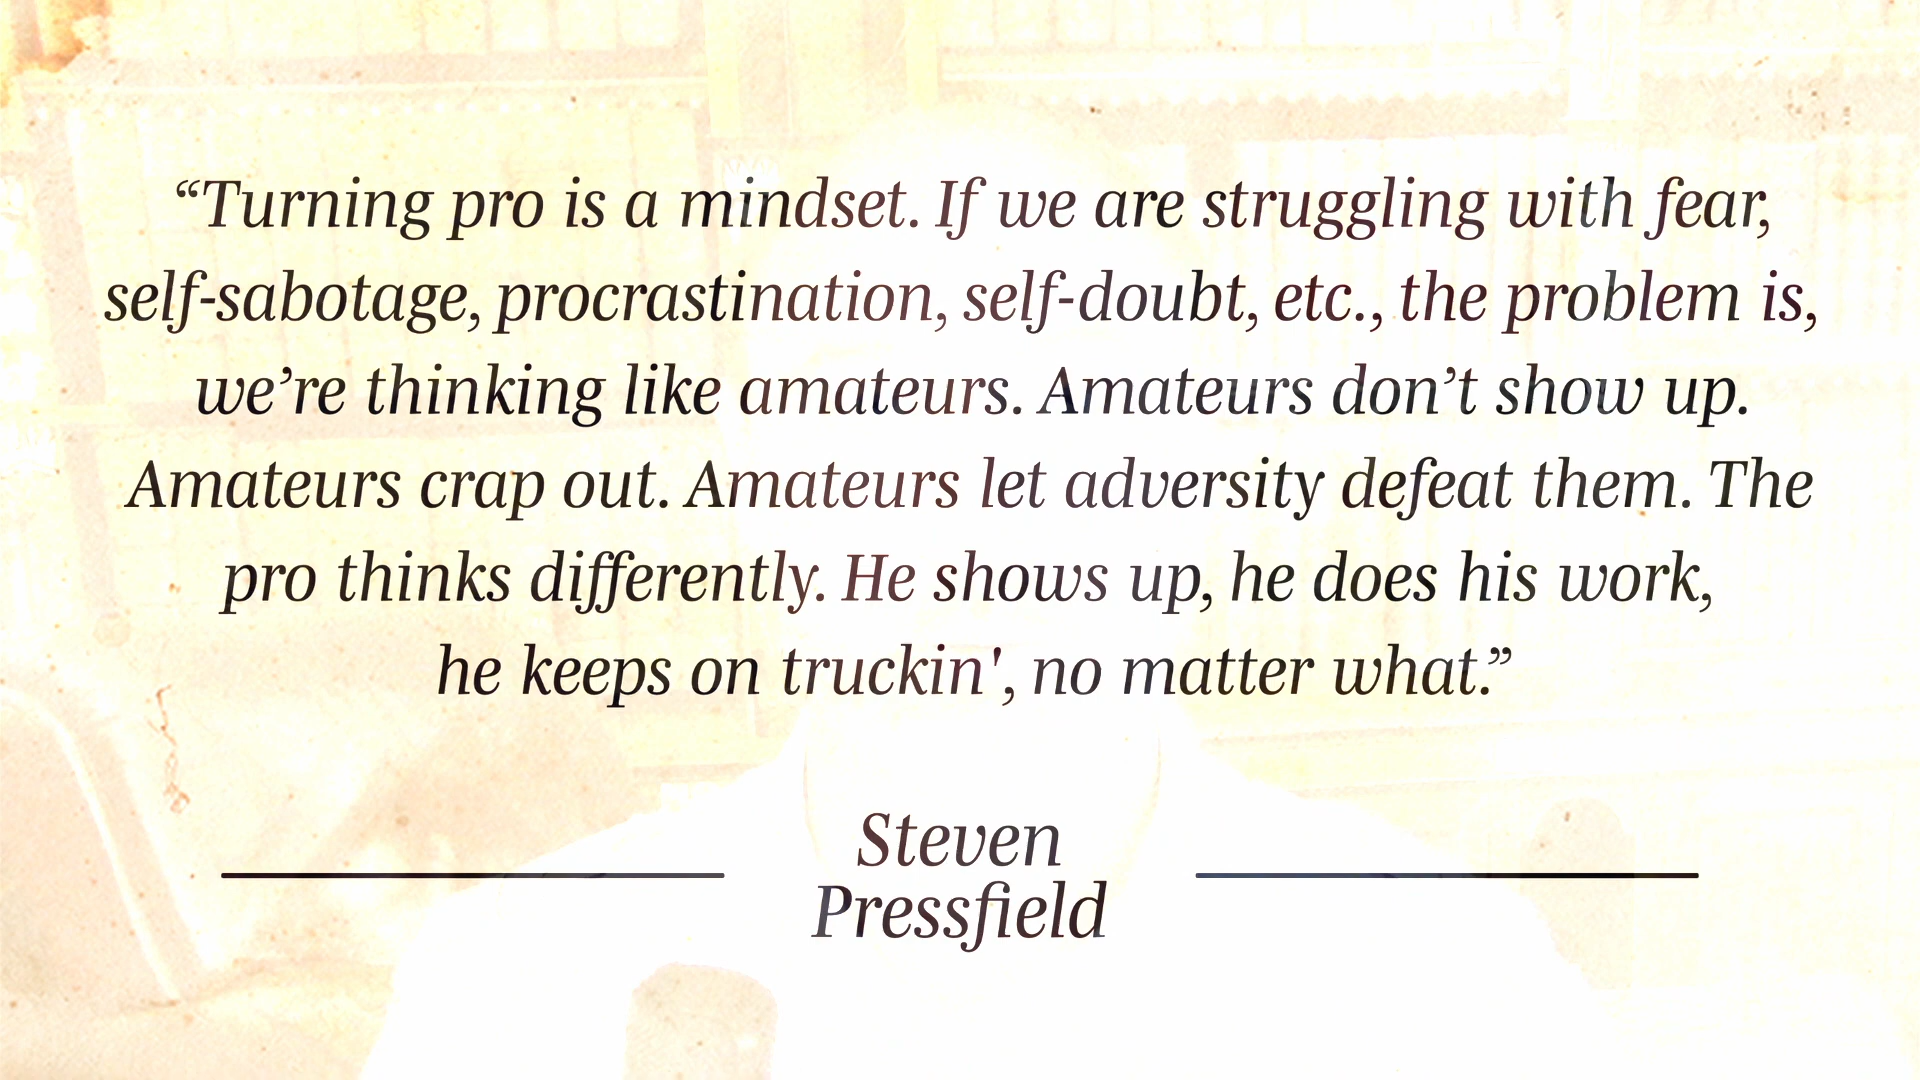 “Turning pro is a mindset. If we are struggling with fear,
self-sabotage, procrastination, self-doubt, etc., the problem is,
we’re thinking like amateurs. Amateurs don’t show up.
Amateurs crap out. Amateurs let adversity defeat them. The
pro thinks differently. He shows up, he does his work,
he keeps on truckin', no matter what.”
Steven
Pressfield